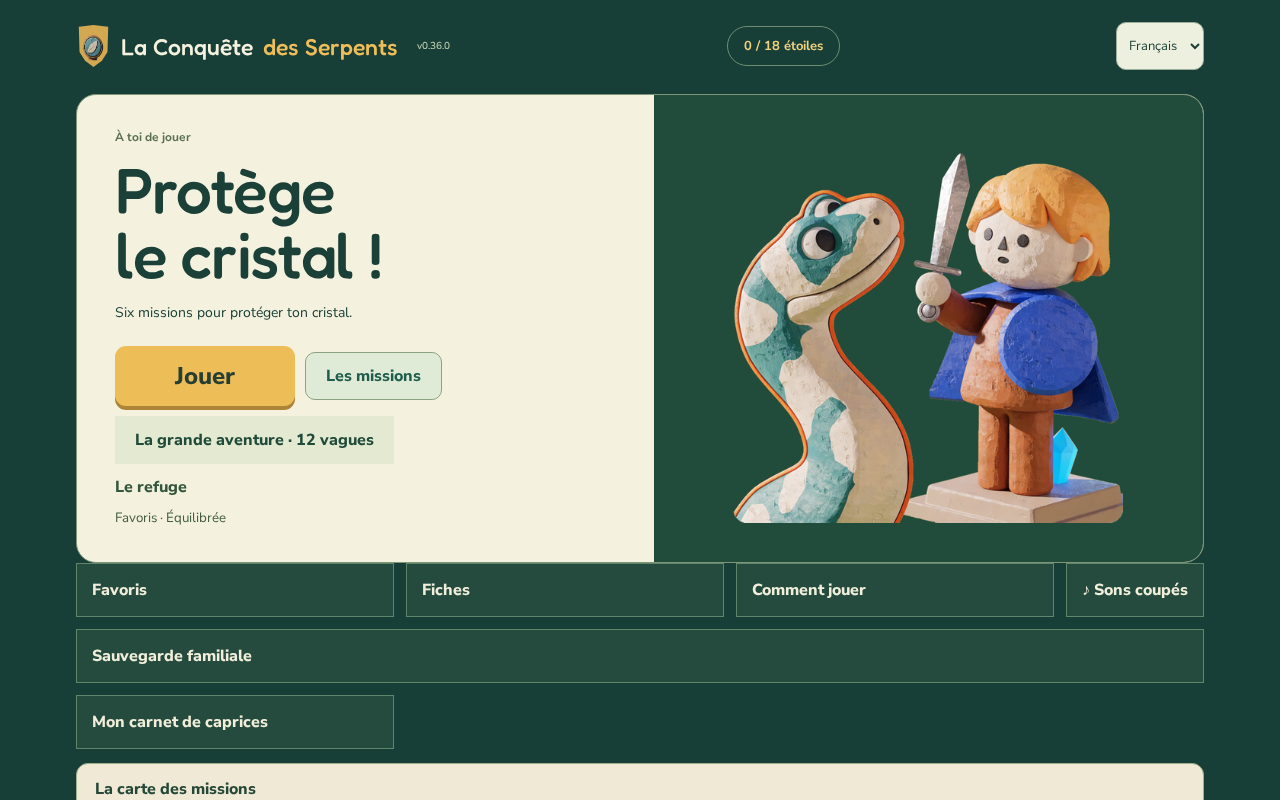 La Conquête des Serpents v0.36.0
0 / 18 étoiles
Français
À toi de jouer
Protège
le cristal !
Six missions pour protéger ton cristal.
Jouer
Les missions
La grande aventure · 12 vagues
Le refuge
Favoris · Équilibrée
Favoris
Fiches
Comment jouer
♪ Sons coupés
Sauvegarde familiale
Mon carnet de caprices
La carte des missions